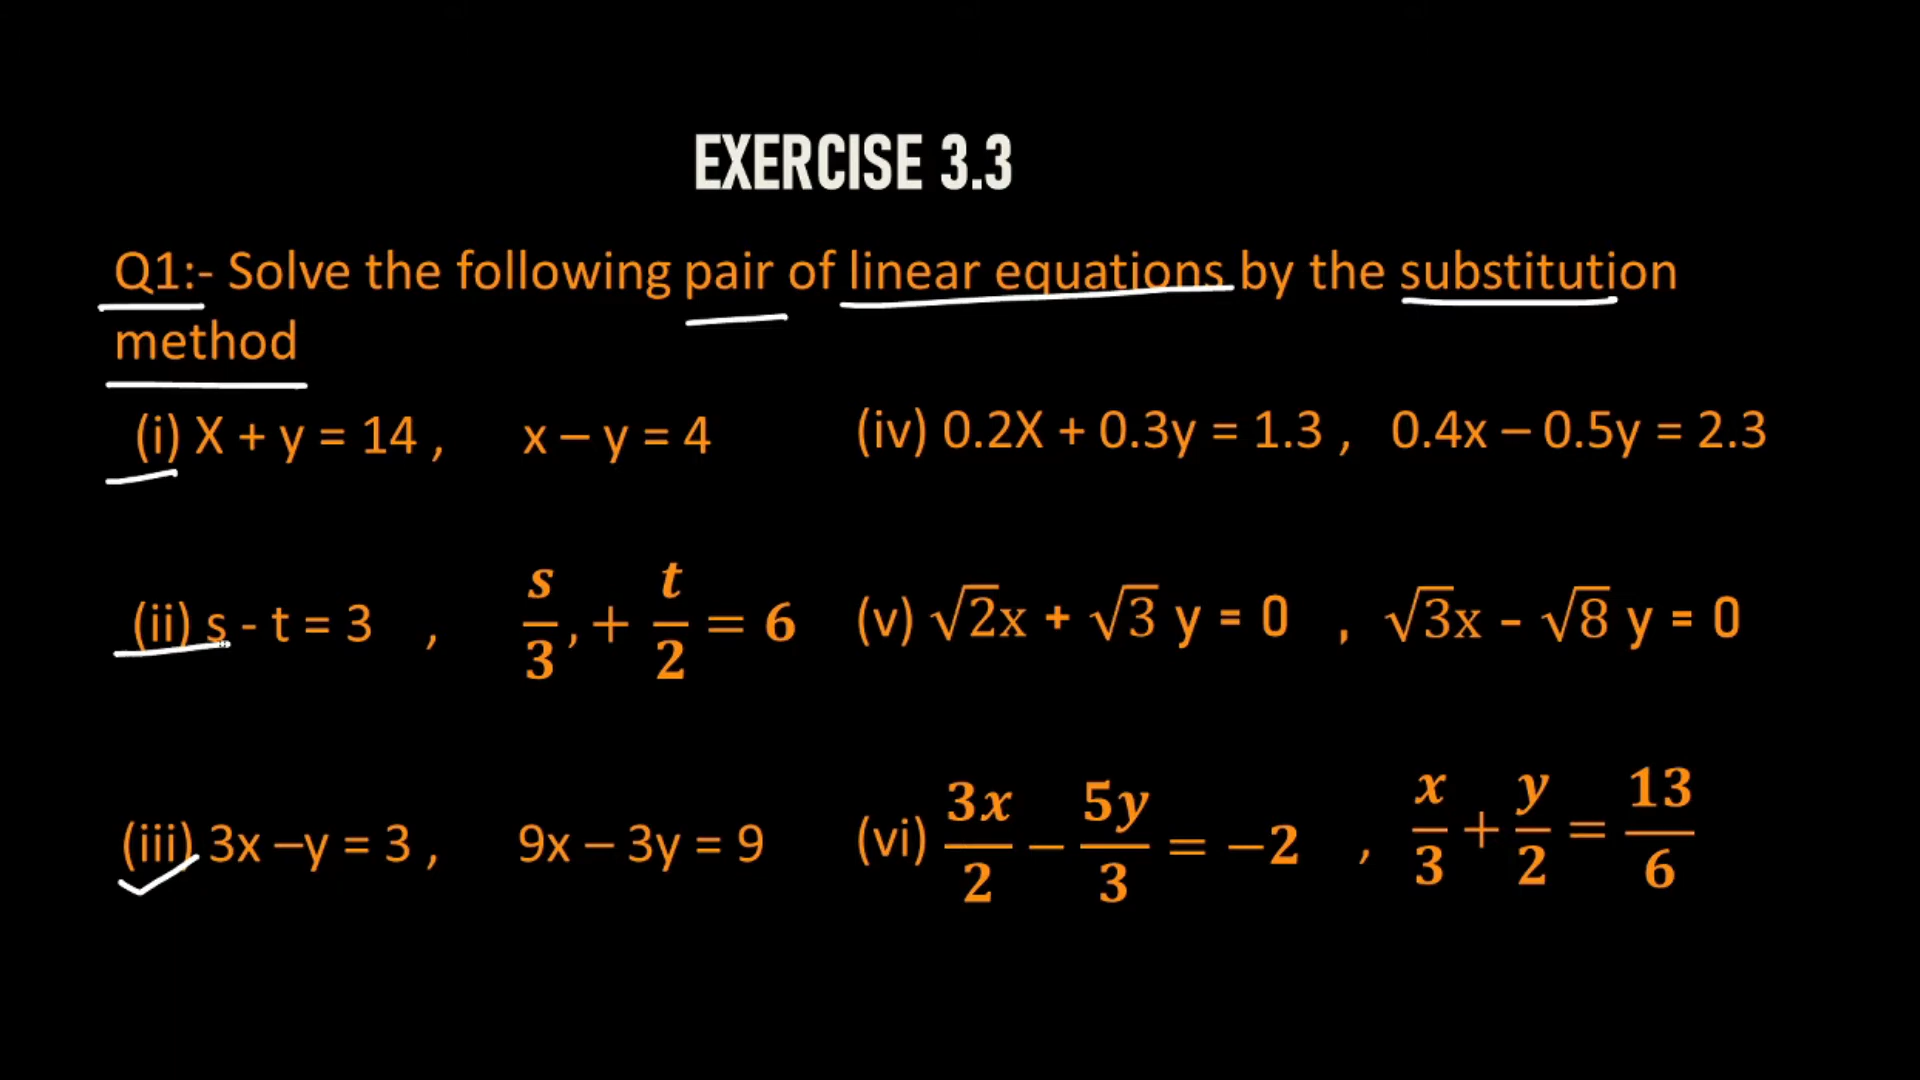 EXERCISE 3.3
Q1:- Solve the following pair of linear equations by the substitution
method
(i) X + y = 14 , x – y = 4
(ii) s - t = 3 , s/3 , + t/2 = 6
(iii) 3x –y = 3 , 9x – 3y = 9
(iv) 0.2X + 0.3y = 1.3 , 0.4x – 0.5y = 2.3
(v) √2x + √3 y = 0 , √3x - √8 y = 0
(vi) 3x/2 − 5y/3 = −2 , x/3 + y/2 = 13/6